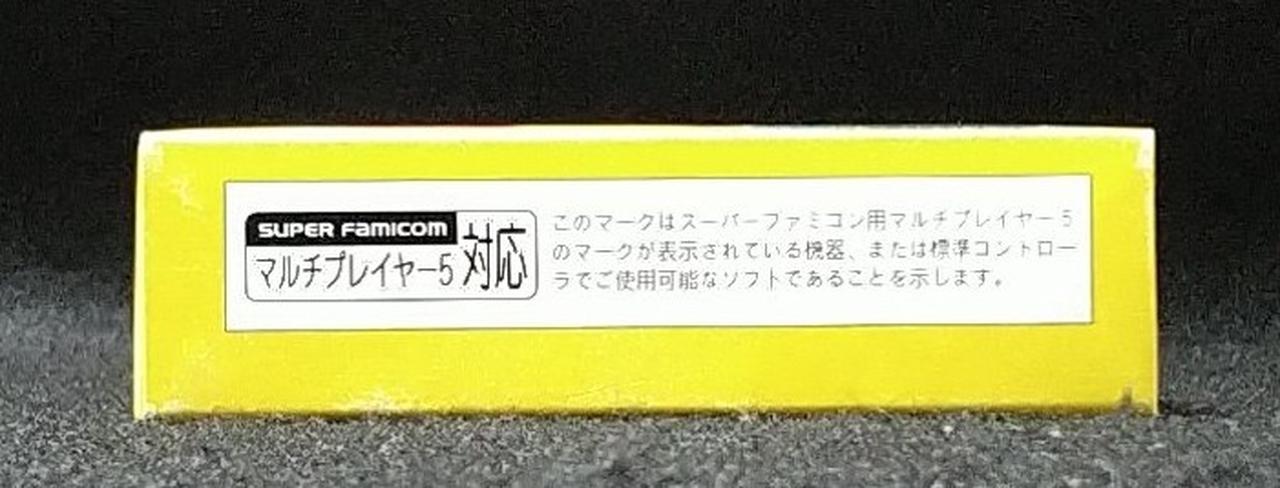 SUPER FAMICOM
マルチプレイヤー5 対応
このマークはスーパーファミコン用マルチプレイヤー5
のマークが表示されている機器、または標準コントロー
ラでご使用可能なソフトであることを示します。